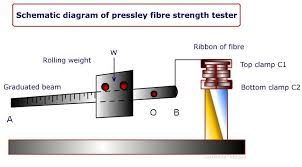 Schematic diagram of pressley fibre strength tester
W
Ribbon of fibre
Rolling weight
Top clamp C1
Graduated beam
Bottom clamp C2
A
O
B